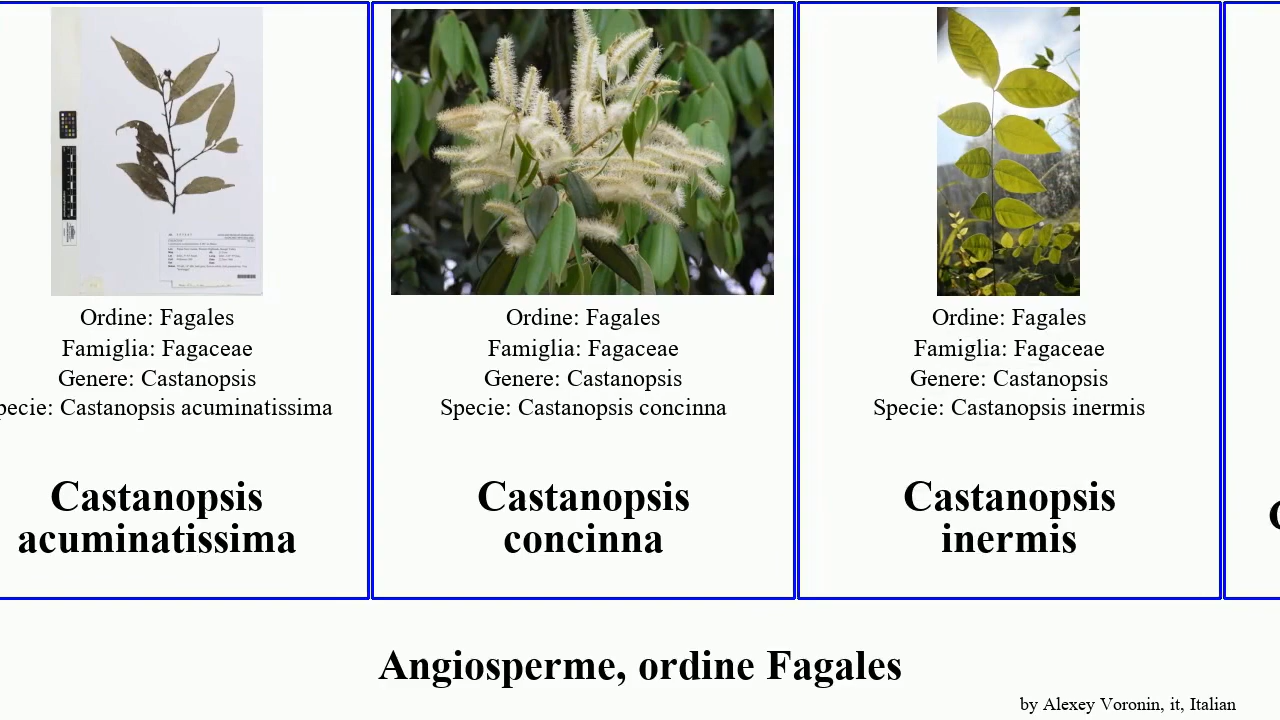 Ordine: Fagales
Famiglia: Fagaceae
Genere: Castanopsis
pecie: Castanopsis acuminatissima
Castanopsis
acuminatissima
Ordine: Fagales
Famiglia: Fagaceae
Genere: Castanopsis
Specie: Castanopsis concinna
Castanopsis
concinna
Ordine: Fagales
Famiglia: Fagaceae
Genere: Castanopsis
Specie: Castanopsis inermis
Castanopsis
inermis
Angiosperme, ordine Fagales
by Alexey Voronin, it, Italian